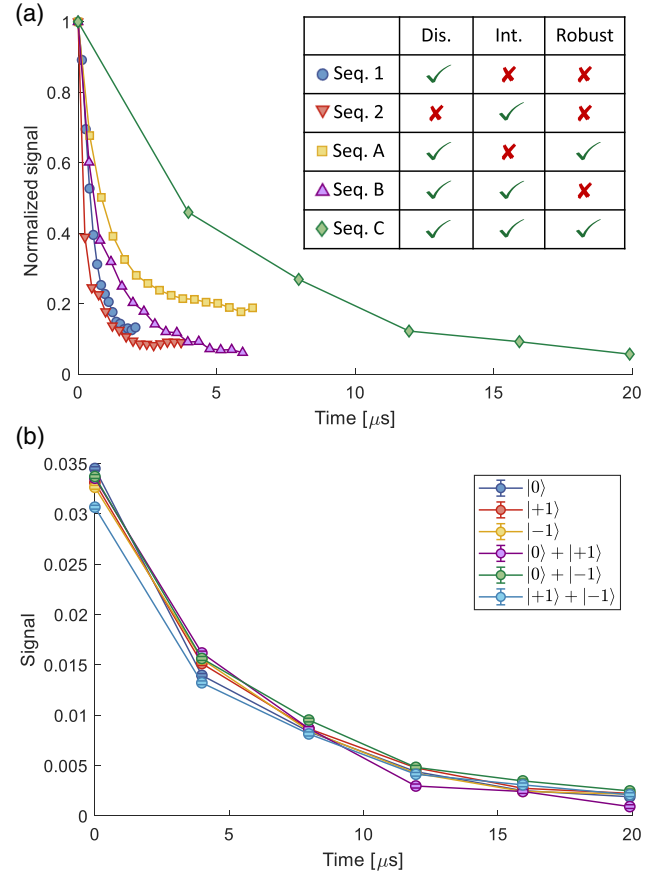 (a)
Normalized signal
1
0.8
0.6
0.4
0.2
0
0
5
10
15
20
Time [μs]
Dis. Int. Robust
Seq. 1 ✓ ✗ ✗
Seq. 2 ✗ ✓ ✗
Seq. A ✓ ✗ ✓
Seq. B ✓ ✓ ✗
Seq. C ✓ ✓ ✓
(b)
Signal
0.035
0.03
0.025
0.02
0.015
0.01
0.005
0
0
5
10
15
20
Time [μs]
|0⟩
|+1⟩
|−1⟩
|0⟩ + |+1⟩
|0⟩ + |−1⟩
|+1⟩ + |−1⟩